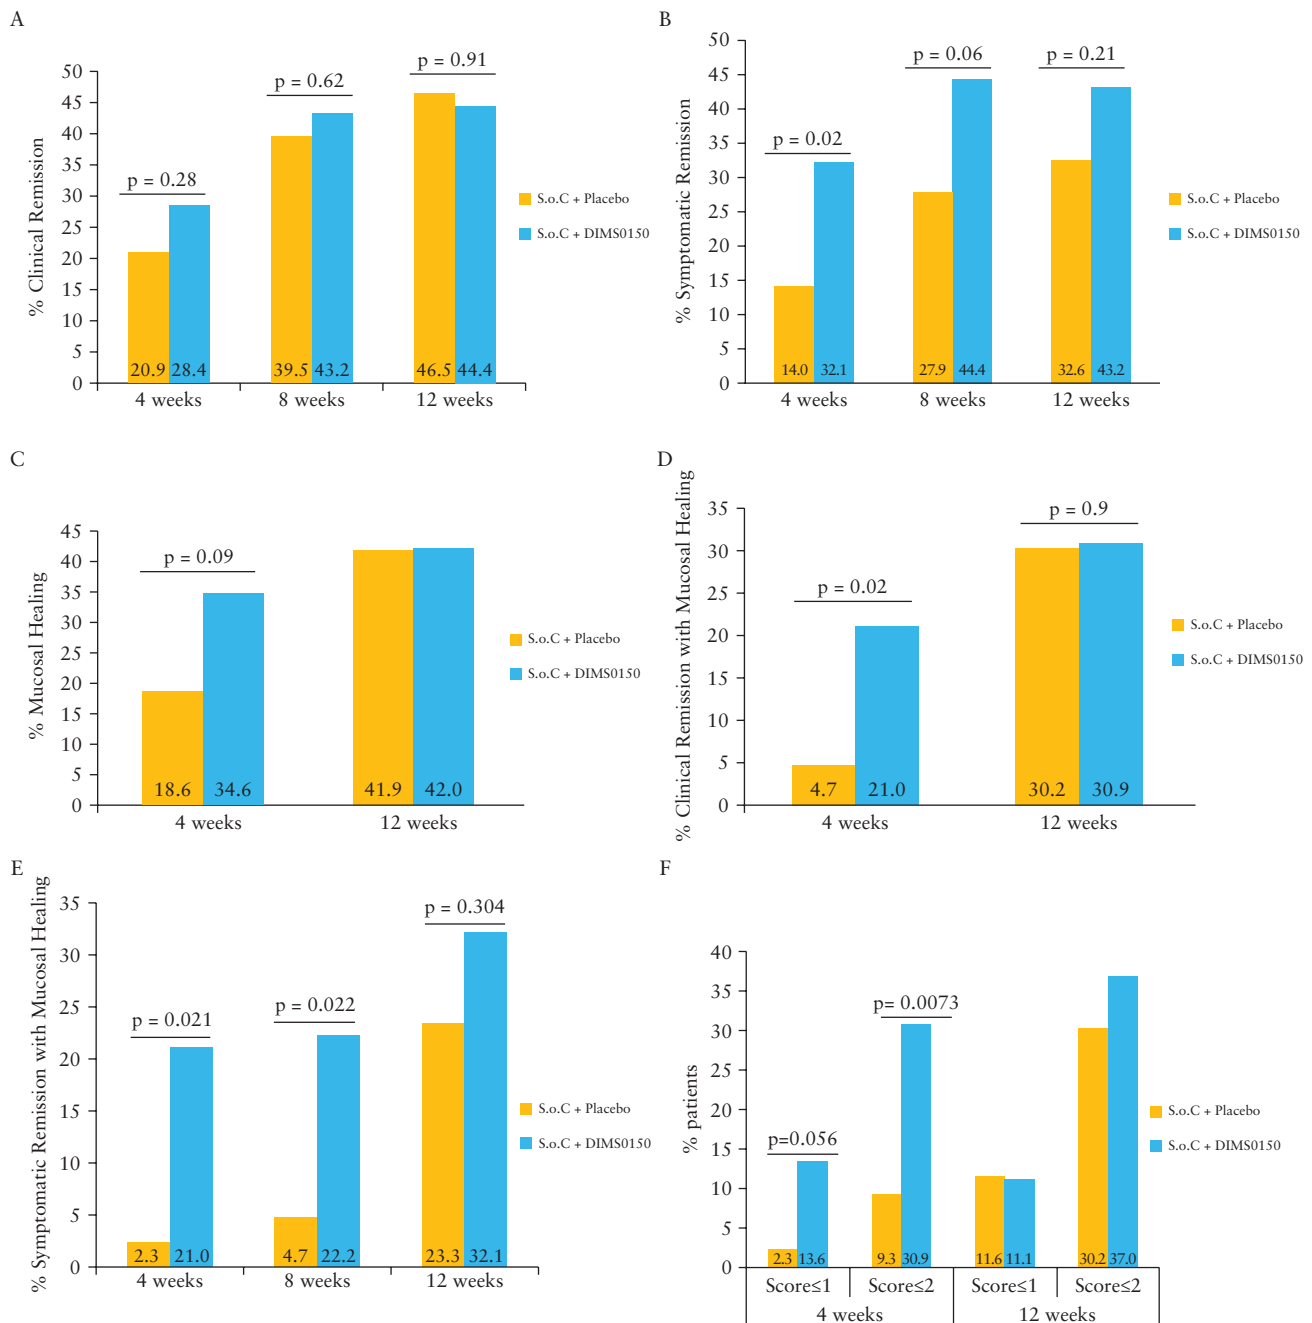 A
% Clinical Remission
50
45
40
35
30
25
20
15
10
5
0
p = 0.28
p = 0.62
p = 0.91
20.9 28.4
39.5 43.2
46.5 44.4
4 weeks
8 weeks
12 weeks
S.o.C + Placebo
S.o.C + DIMS0150
B
% Symptomatic Remission
50
45
40
35
30
25
20
15
10
5
0
p = 0.02
p = 0.06
p = 0.21
14.0 32.1
27.9 44.4
32.6 43.2
4 weeks
8 weeks
12 weeks
S.o.C + Placebo
S.o.C + DIMS0150
C
% Mucosal Healing
45
40
35
30
25
20
15
10
5
0
p = 0.09
18.6 34.6
41.9 42.0
4 weeks
12 weeks
S.o.C + Placebo
S.o.C + DIMS0150
D
% Clinical Remission with Mucosal Healing
35
30
25
20
15
10
5
0
p = 0.02
p = 0.9
4.7 21.0
30.2 30.9
4 weeks
12 weeks
S.o.C + Placebo
S.o.C + DIMS0150
E
% Symptomatic Remission with Mucosal Healing
35
30
25
20
15
10
5
0
p = 0.021
p = 0.022
p = 0.304
2.3 21.0
4.7 22.2
23.3 32.1
4 weeks
8 weeks
12 weeks
S.o.C + Placebo
S.o.C + DIMS0150
F
% patients
40
35
30
25
20
15
10
5
0
p=0.056
p= 0.0073
2.3 13.6
9.3 30.9
11.6 11.1
30.2 37.0
Score≤1
Score≤2
Score≤1
Score≤2
4 weeks
12 weeks
S.o.C + Placebo
S.o.C + DIMS0150